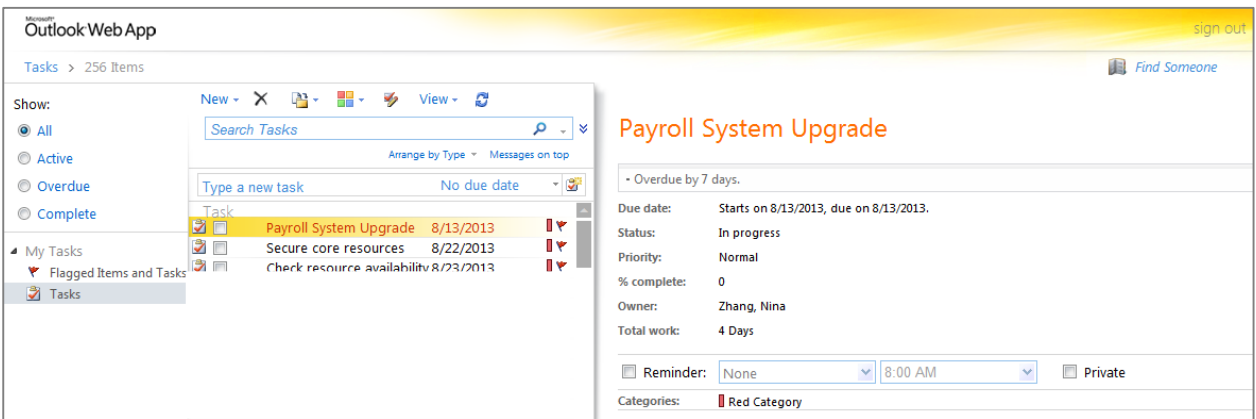 Microsoft®
Outlook Web App
sign out
Tasks > 256 Items
Find Someone
Show:
All
Active
Overdue
Complete
My Tasks
Flagged Items and Tasks
Tasks
New View
Search Tasks
Arrange by Type Messages on top
Type a new task No due date
Task
Payroll System Upgrade 8/13/2013
Secure core resources 8/22/2013
Check resource availability 8/23/2013
Payroll System Upgrade
• Overdue by 7 days.
Due date: Starts on 8/13/2013, due on 8/13/2013.
Status: In progress
Priority: Normal
% complete: 0
Owner: Zhang, Nina
Total work: 4 Days
Reminder: None 8:00 AM Private
Categories: Red Category